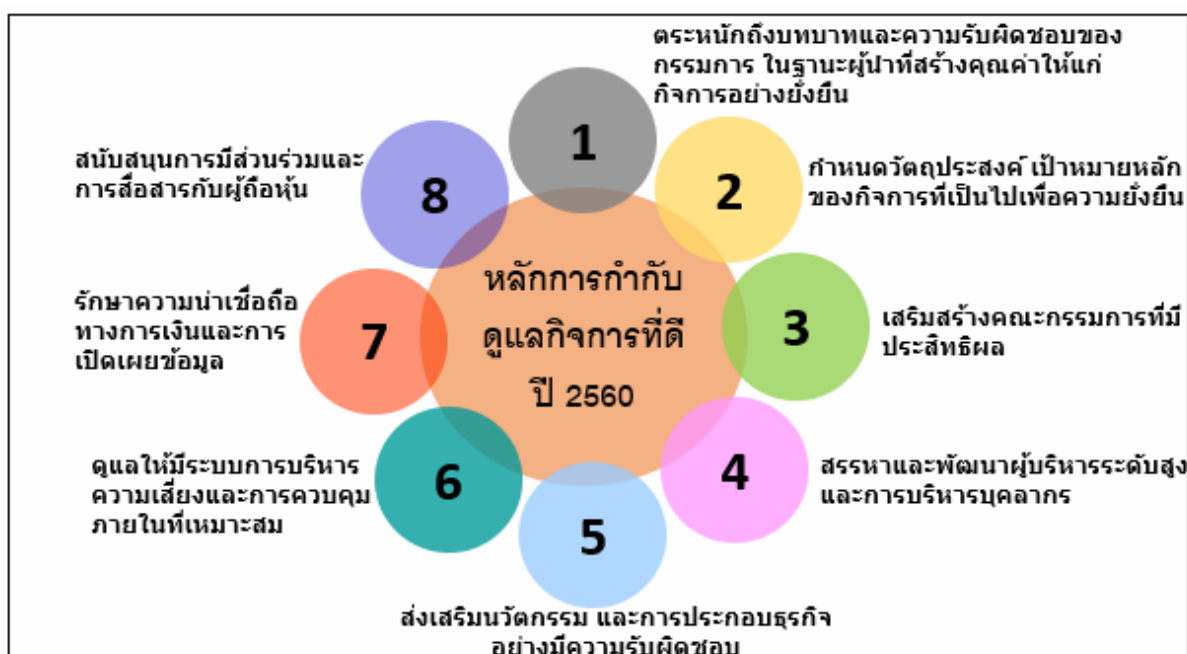 หลักการกำกับ
ดูแลกิจการที่ดี
ปี 2560
1
ตระหนักถึงบทบาทและความรับผิดชอบของ
กรรมการ ในฐานะผู้นำที่สร้างคุณค่าให้แก่
กิจการอย่างยั่งยืน
2
กำหนดวัตถุประสงค์ เป้าหมายหลัก
ของกิจการที่เป็นไปเพื่อความยั่งยืน
3
เสริมสร้างคณะกรรมการที่มี
ประสิทธิผล
4
สรรหาและพัฒนาผู้บริหารระดับสูง
และการบริหารบุคลากร
5
ส่งเสริมนวัตกรรม และการประกอบธุรกิจ
อย่างมีความรับผิดชอบ
6
ดูแลให้มีระบบการบริหาร
ความเสี่ยงและการควบคุม
ภายในที่เหมาะสม
7
รักษาความน่าเชื่อถือ
ทางการเงินและการ
เปิดเผยข้อมูล
8
สนับสนุนการมีส่วนร่วมและ
การสื่อสารกับผู้ถือหุ้น